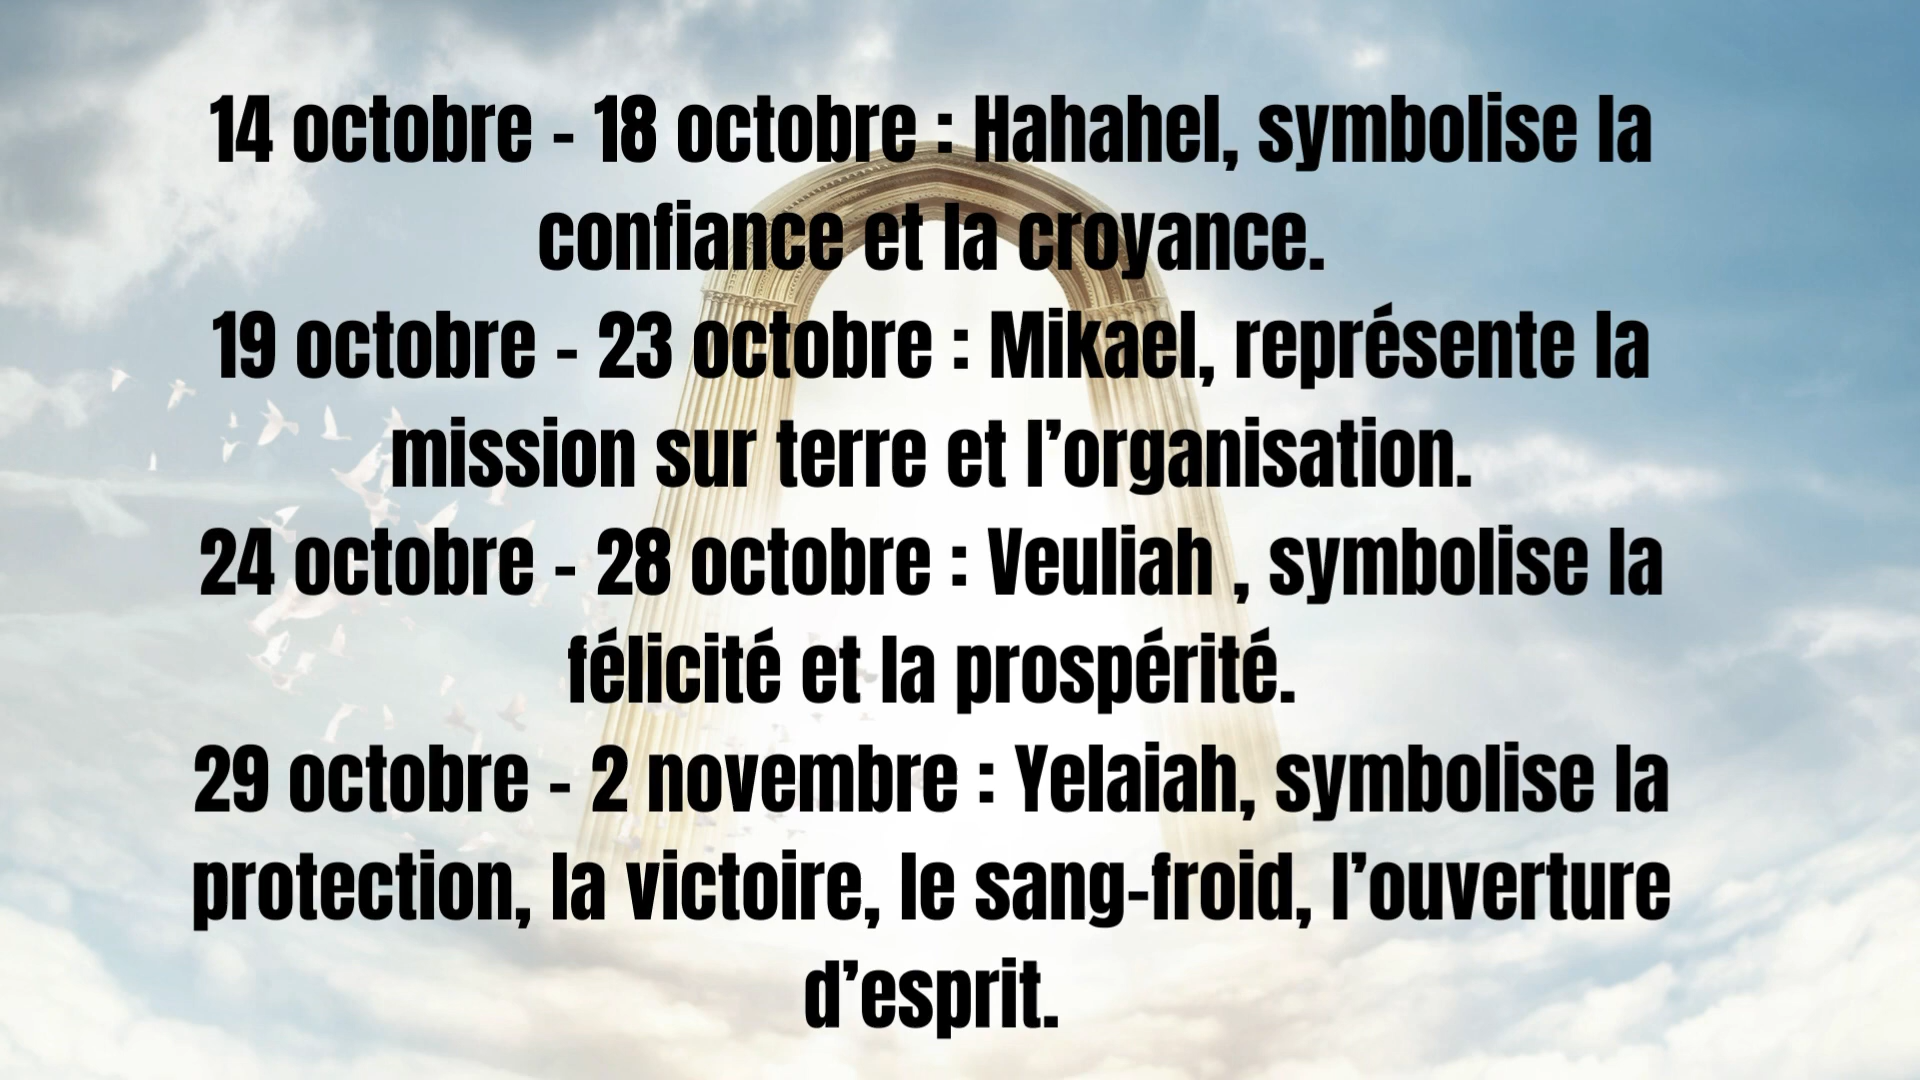 14 octobre - 18 octobre : Hahahel, symbolise la
confiance et la croyance.
19 octobre - 23 octobre : Mikael, représente la
mission sur terre et l’organisation.
24 octobre - 28 octobre : Veuliah , symbolise la
félicité et la prospérité.
29 octobre - 2 novembre : Yelaiah, symbolise la
protection, la victoire, le sang-froid, l’ouverture
d’esprit.